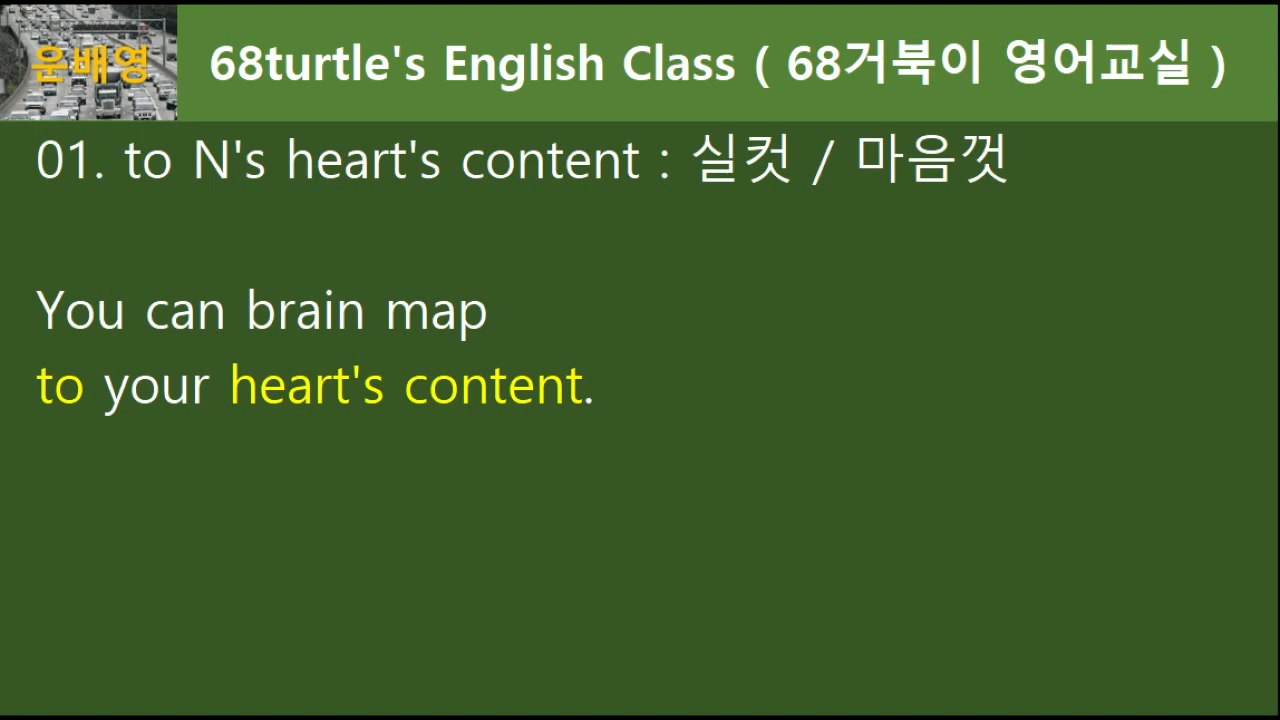 운배영
68turtle's English Class ( 68거북이 영어교실 )
01. to N's heart's content : 실컷 / 마음껏
You can brain map
to your heart's content.